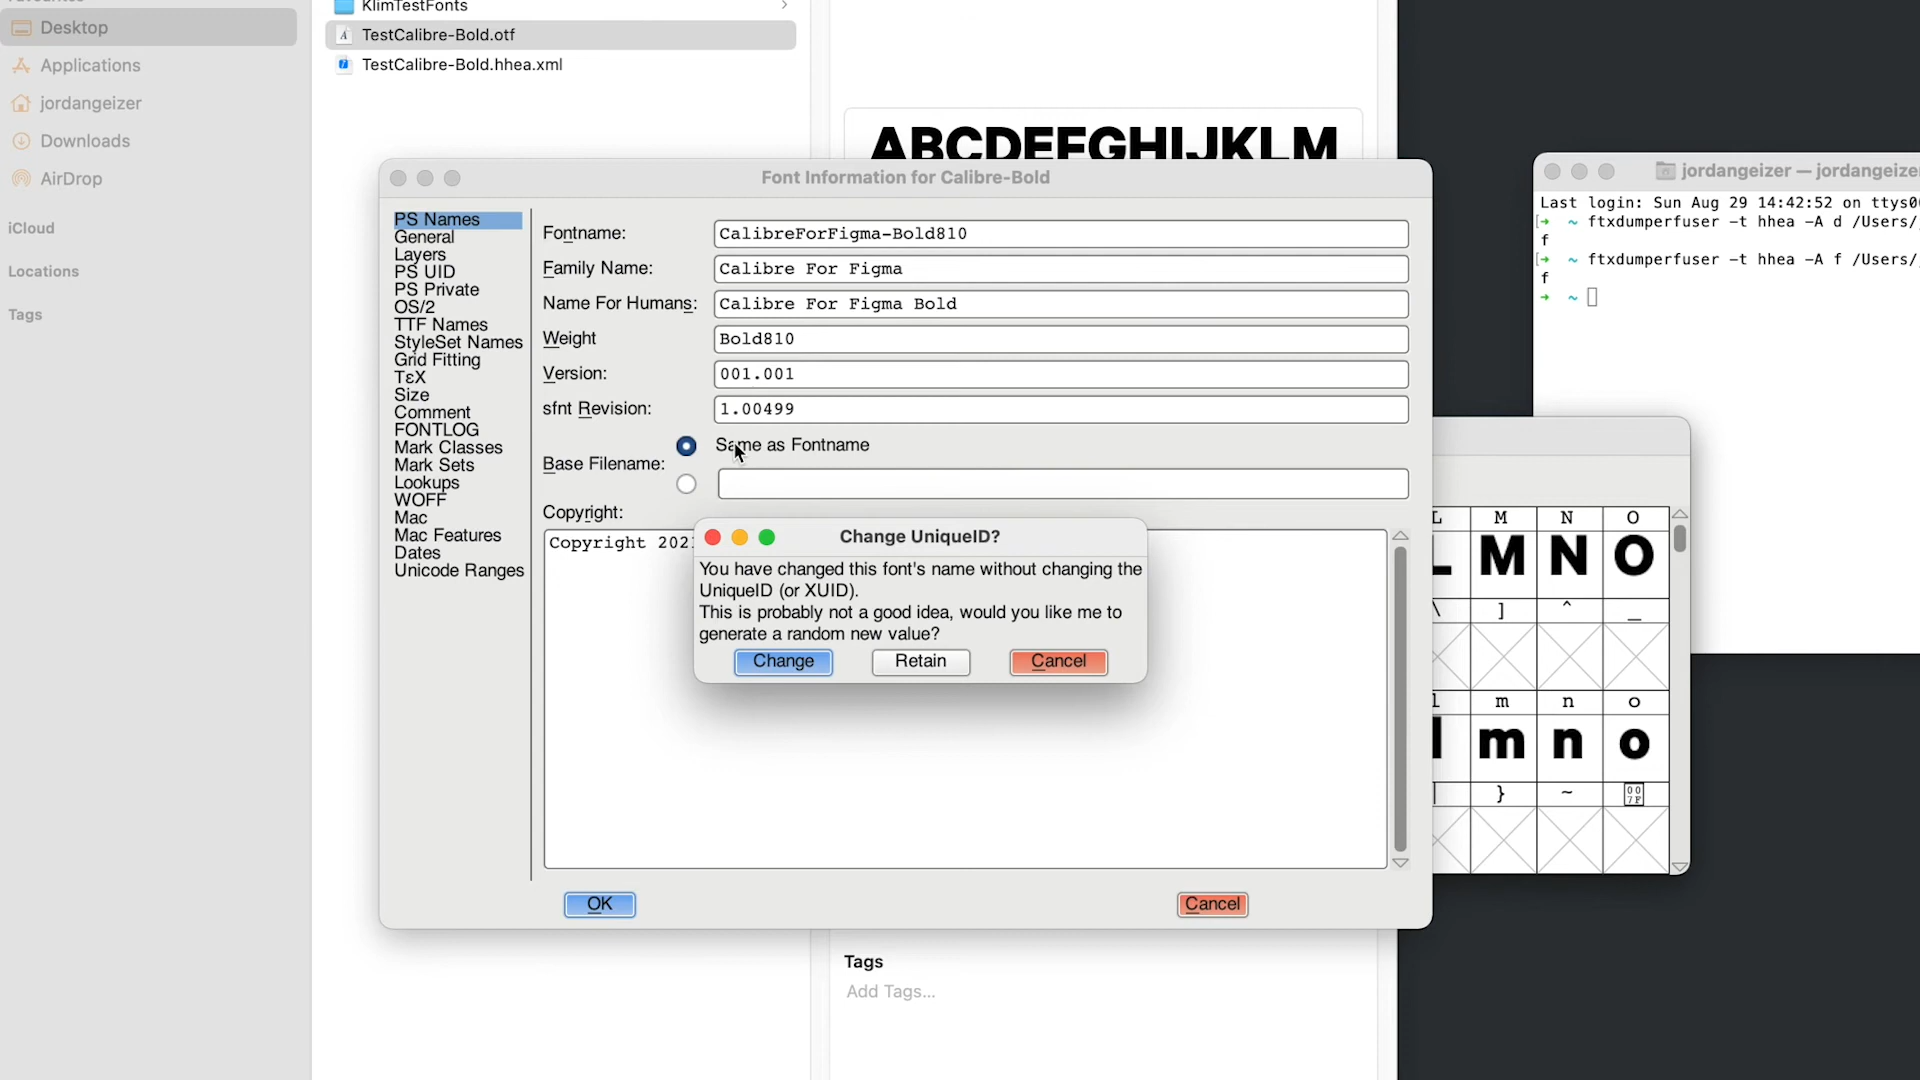 Favourites
Desktop
Applications
jordangeizer
Downloads
AirDrop
iCloud
Locations
Tags
KlimTestFonts
TestCalibre-Bold.otf
TestCalibre-Bold.hhea.xml
ABCDEFGHIJKLM
Font Information for Calibre-Bold
PS Names
General
Layers
PS UID
PS Private
OS/2
TTF Names
StyleSet Names
Grid Fitting
TεX
Size
Comment
FONTLOG
Mark Classes
Mark Sets
Lookups
WOFF
Mac
Mac Features
Dates
Unicode Ranges
Fontname: CalibreForFigma-Bold810
Family Name: Calibre For Figma
Name For Humans: Calibre For Figma Bold
Weight Bold810
Version: 001.001
sfnt Revision: 1.00499
Base Filename: Same as Fontname
Copyright:
Copyright 2021
Change UniqueID?
You have changed this font's name without changing the
UniqueID (or XUID).
This is probably not a good idea, would you like me to
generate a random new value?
Change Retain Cancel
OK Cancel
Tags
Add Tags...
jordangeizer — jordangeizer
Last login: Sun Aug 29 14:42:52 on ttys0
[➜ ~ ftxdumperfuser -t hhea -A d /Users/
f
[➜ ~ ftxdumperfuser -t hhea -A f /Users/
f
➜ ~
L M N O
L M N O
\ ] ^ _
l m n o
l m n o
| } ~ 007F